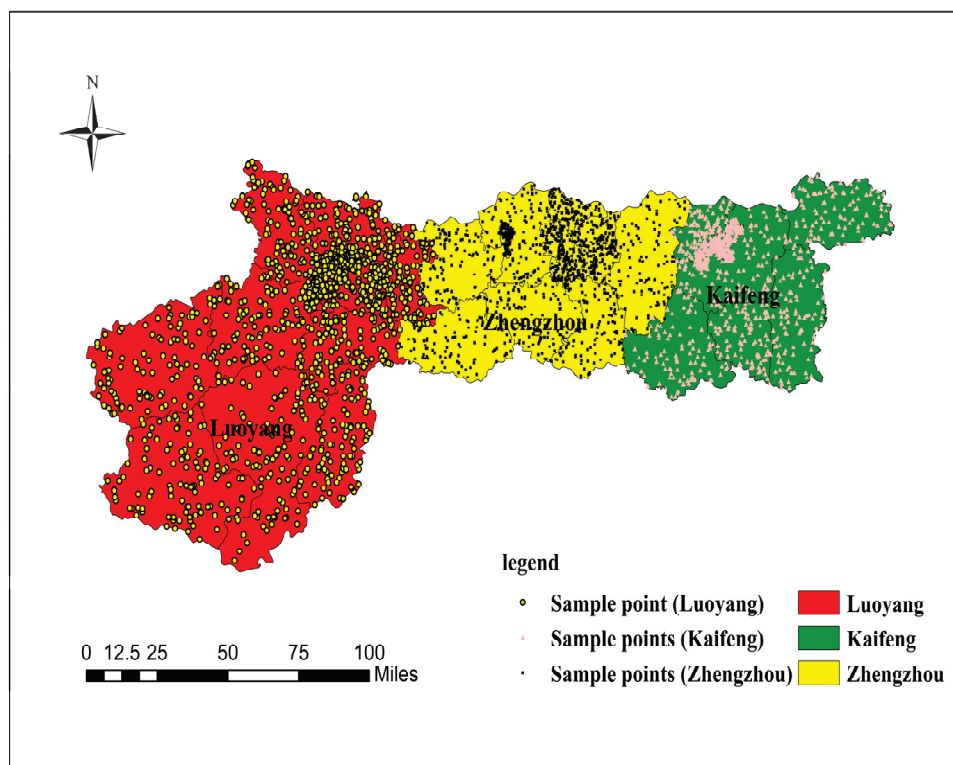 N
Zhengzhou
Kaifeng
Luoyang
legend
Sample point (Luoyang) Luoyang
Sample points (Kaifeng) Kaifeng
Sample points (Zhengzhou) Zhengzhou
0 12.5 25 50 75 100
Miles